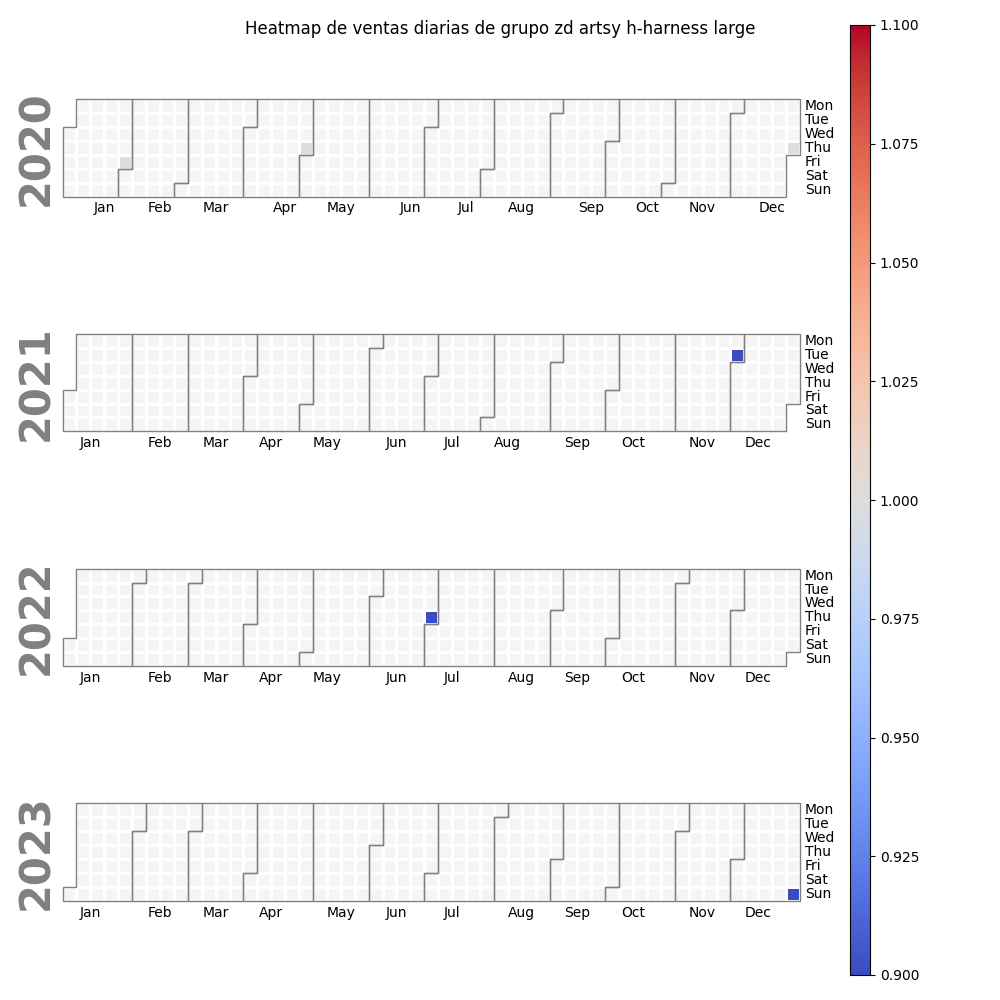 Heatmap de ventas diarias de grupo zd artsy h-harness large
2020
Mon
Tue
Wed
Thu
Fri
Sat
Sun
Jan Feb Mar Apr May Jun Jul Aug Sep Oct Nov Dec
2021
Mon
Tue
Wed
Thu
Fri
Sat
Sun
Jan Feb Mar Apr May Jun Jul Aug Sep Oct Nov Dec
2022
Mon
Tue
Wed
Thu
Fri
Sat
Sun
Jan Feb Mar Apr May Jun Jul Aug Sep Oct Nov Dec
2023
Mon
Tue
Wed
Thu
Fri
Sat
Sun
Jan Feb Mar Apr May Jun Jul Aug Sep Oct Nov Dec
1.100
1.075
1.050
1.025
1.000
0.975
0.950
0.925
0.900